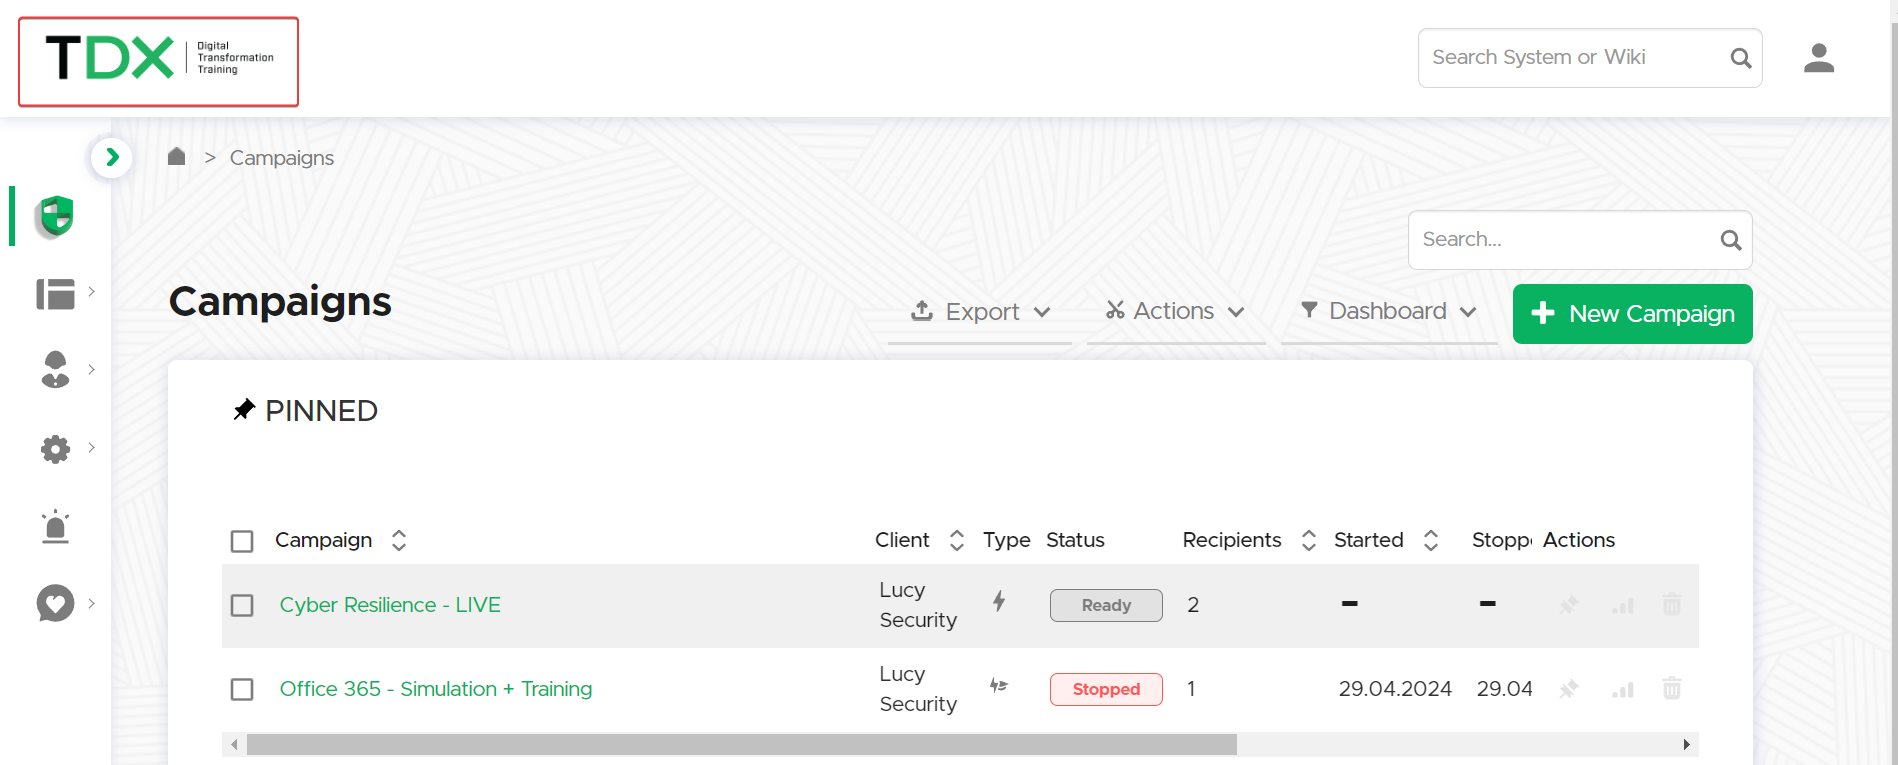 TDX
Digital
Transformation
Training
Search System or Wiki
> Campaigns
Search...
Campaigns
Export
Actions
Dashboard
New Campaign
PINNED
Campaign Client Type Status Recipients Started Stopp Actions
Cyber Resilience - LIVE Lucy Security Ready 2 – –
Office 365 - Simulation + Training Lucy Security Stopped 1 29.04.2024 29.04